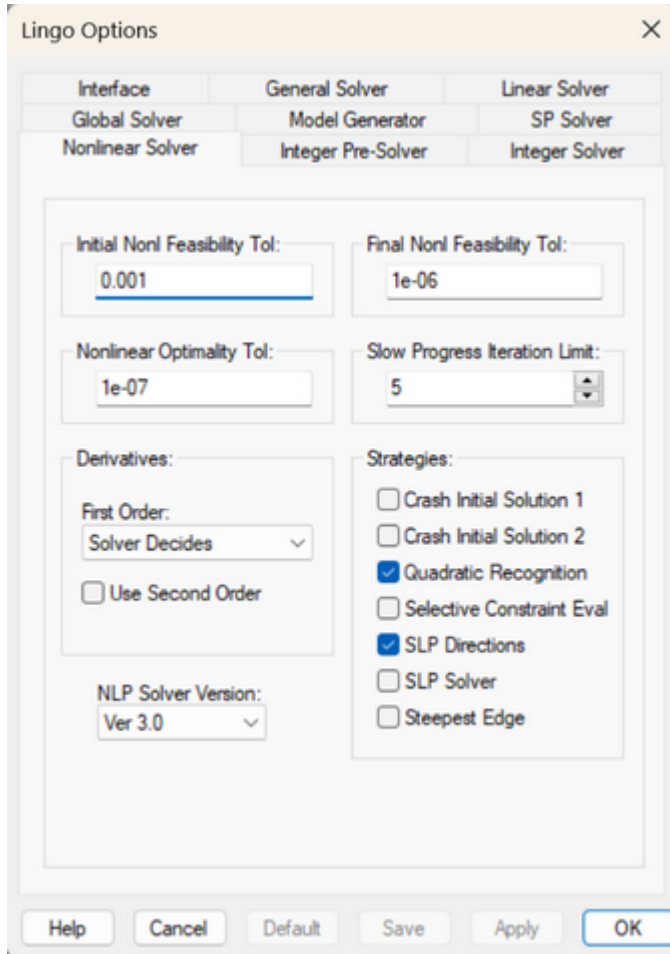 Lingo Options
Interface General Solver Linear Solver
Global Solver Model Generator SP Solver
Nonlinear Solver Integer Pre-Solver Integer Solver
Initial Nonl Feasibility Tol: Final Nonl Feasibility Tol:
0.001 1e-06
Nonlinear Optimality Tol: Slow Progress Iteration Limit:
1e-07 5
Derivatives: Strategies:
Crash Initial Solution 1
First Order:
Solver Decides Crash Initial Solution 2
Quadratic Recognition
Use Second Order Selective Constraint Eval
SLP Directions
NLP Solver Version: SLP Solver
Ver 3.0 Steepest Edge
Help Cancel Default Save Apply OK